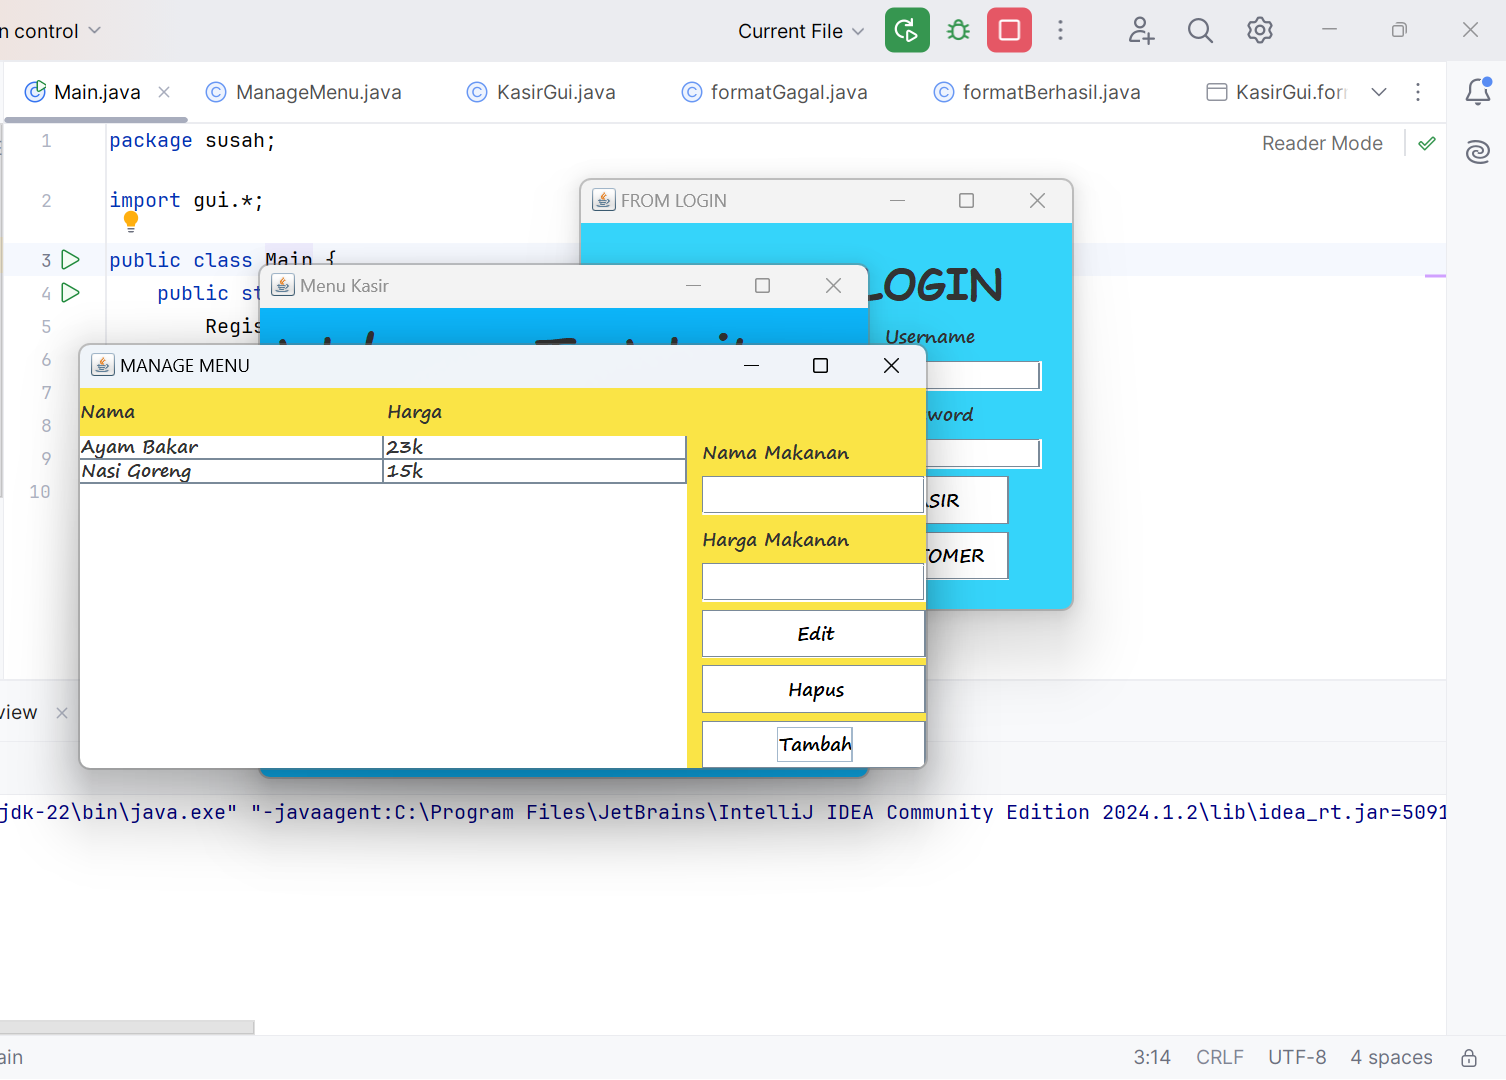 n control
Current File
Main.java
ManageMenu.java
KasirGui.java
formatGagal.java
formatBerhasil.java
KasirGui.for
Reader Mode
1 package susah;
2 import gui.*;
3 public class Main {
4 public st
5 Regis
6
7
8
9
10
FROM LOGIN
LOGIN
Username
word
SIR
TOMER
Menu Kasir
MANAGE MENU
Nama Harga
Ayam Bakar 23k
Nasi Goreng 15k
Nama Makanan
Harga Makanan
Edit
Hapus
Tambah
view
jdk-22\bin\java.exe" "-javaagent:C:\Program Files\JetBrains\IntelliJ IDEA Community Edition 2024.1.2\lib\idea_rt.jar=5091
ain
3:14 CRLF UTF-8 4 spaces